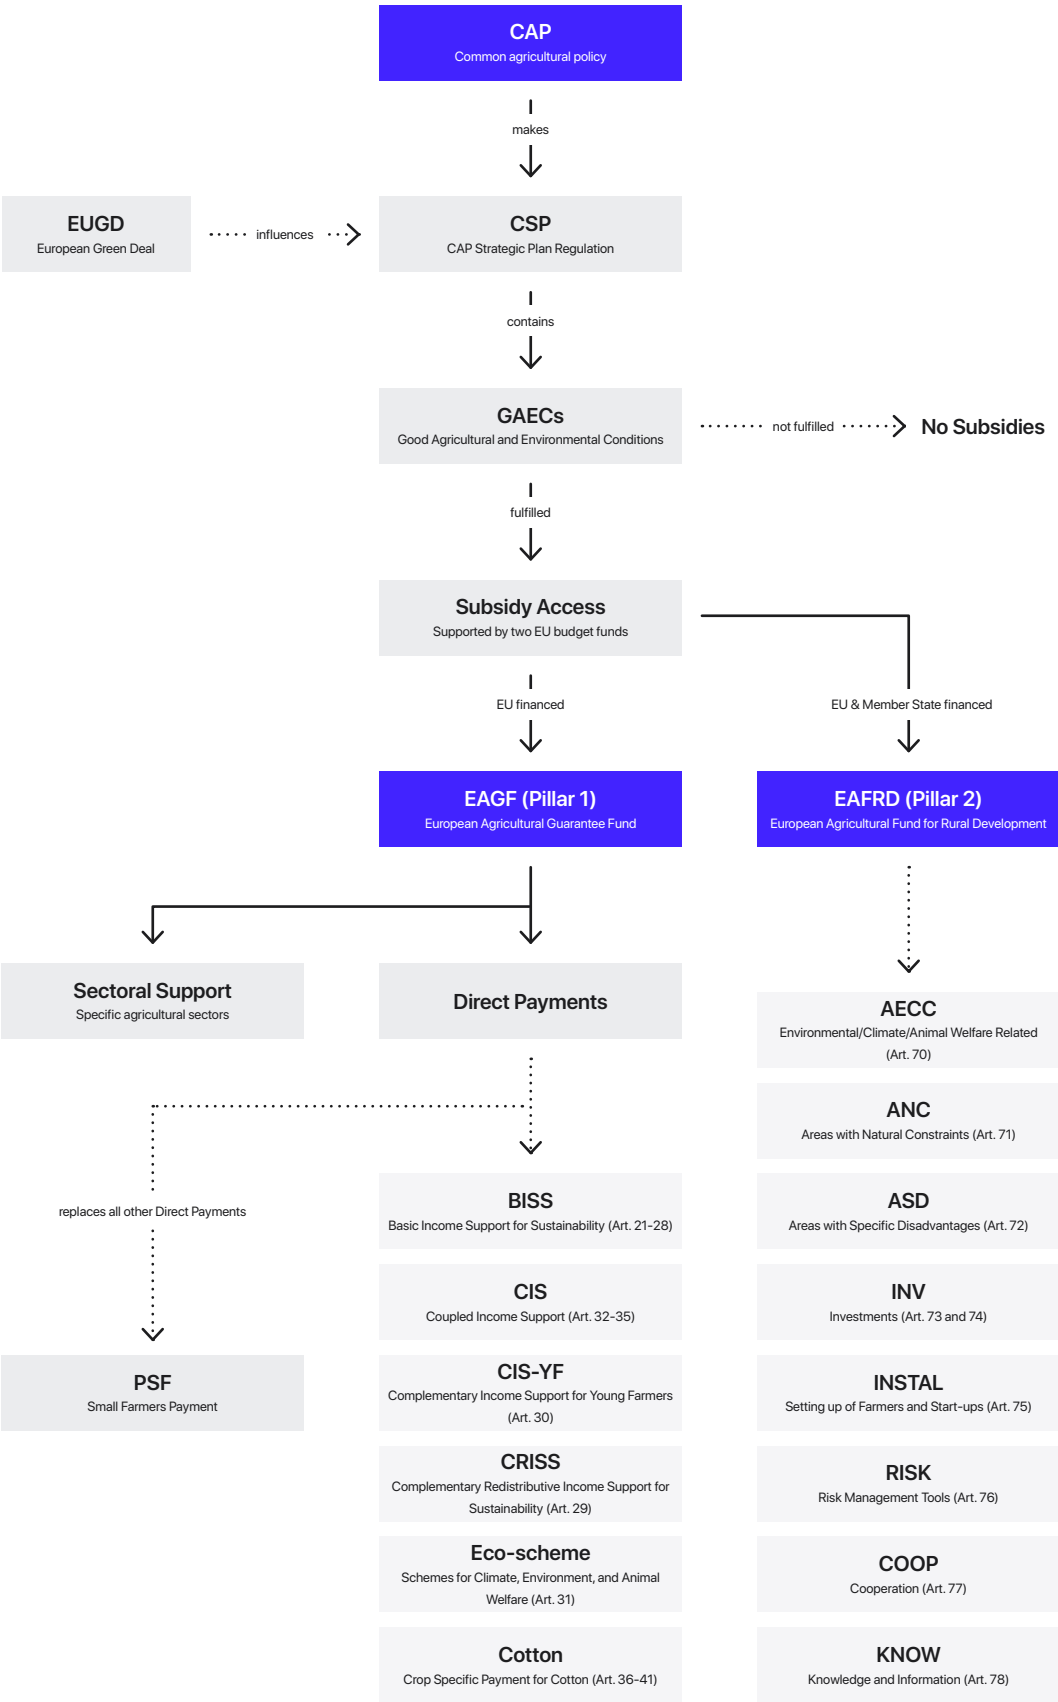 CAP
Common agricultural policy
makes
EUGD
European Green Deal
influences
CSP
CAP Strategic Plan Regulation
contains
GAECs
Good Agricultural and Environmental Conditions
not fulfilled
No Subsidies
fulfilled
Subsidy Access
Supported by two EU budget funds
EU financed
EU & Member State financed
EAGF (Pillar 1)
European Agricultural Guarantee Fund
EAFRD (Pillar 2)
European Agricultural Fund for Rural Development
Sectoral Support
Specific agricultural sectors
Direct Payments
replaces all other Direct Payments
PSF
Small Farmers Payment
BISS
Basic Income Support for Sustainability (Art. 21-28)
CIS
Coupled Income Support (Art. 32-35)
CIS-YF
Complementary Income Support for Young Farmers
(Art. 30)
CRISS
Complementary Redistributive Income Support for
Sustainability (Art. 29)
Eco-scheme
Schemes for Climate, Environment, and Animal
Welfare (Art. 31)
Cotton
Crop Specific Payment for Cotton (Art. 36-41)
AECC
Environmental/Climate/Animal Welfare Related
(Art. 70)
ANC
Areas with Natural Constraints (Art. 71)
ASD
Areas with Specific Disadvantages (Art. 72)
INV
Investments (Art. 73 and 74)
INSTAL
Setting up of Farmers and Start-ups (Art. 75)
RISK
Risk Management Tools (Art. 76)
COOP
Cooperation (Art. 77)
KNOW
Knowledge and Information (Art. 78)